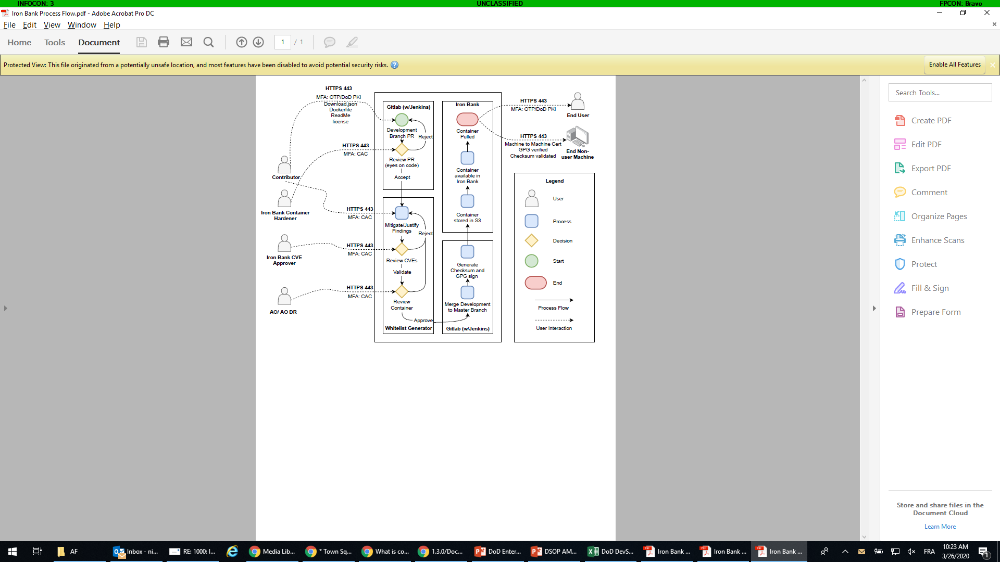 INFOCON: 3
UNCLASSIFIED
FPCON: Bravo
Iron Bank Process Flow.pdf - Adobe Acrobat Pro DC
File Edit View Window Help
Home Tools Document
1 / 1
Protected View: This file originated from a potentially unsafe location, and most features have been disabled to avoid potential security risks.
Enable All Features
HTTPS 443
MFA: OTP/DoD PKI
Download.json
Dockerfile
ReadMe
license
HTTPS 443
MFA: CAC
Contributor
Iron Bank Container
Hardener
HTTPS 443
MFA: CAC
Iron Bank CVE
Approver
HTTPS 443
MFA: CAC
AO/ AO DR
HTTPS 443
MFA: CAC
Gitlab (w/Jenkins)
Development
Branch PR
Reject
Review PR
(eyes on code)
Accept
Mitigate/Justify
Findings
Reject
Review CVEs
Validate
Review
Container
Approve
Whitelist Generator
Iron Bank
Container
Pulled
Container
available in
Iron Bank
Container
stored in S3
Generate
Checksum and
GPG sign
Merge Development
to Master Branch
Gitlab (w/Jenkins)
HTTPS 443
MFA: OTP/DoD PKI
End User
HTTPS 443
Machine to Machine Cert
GPG verified
Checksum validated
End Non-
user Machine
Legend
User
Process
Decision
Start
End
Process Flow
User Interaction
Search Tools...
Create PDF
Edit PDF
Export PDF
Comment
Organize Pages
Enhance Scans
Protect
Fill & Sign
Prepare Form
Store and share files in the
Document Cloud
Learn More
AF
Inbox - ni...
RE: 1000: I...
Media Lib...
* Town Sq...
What is co...
1.3.0/Doc...
DoD Enter...
DSOP AM...
DoD DevS...
Iron Bank ...
Iron Bank ...
Iron Bank ...
FRA
10:23 AM
3/26/2020
1